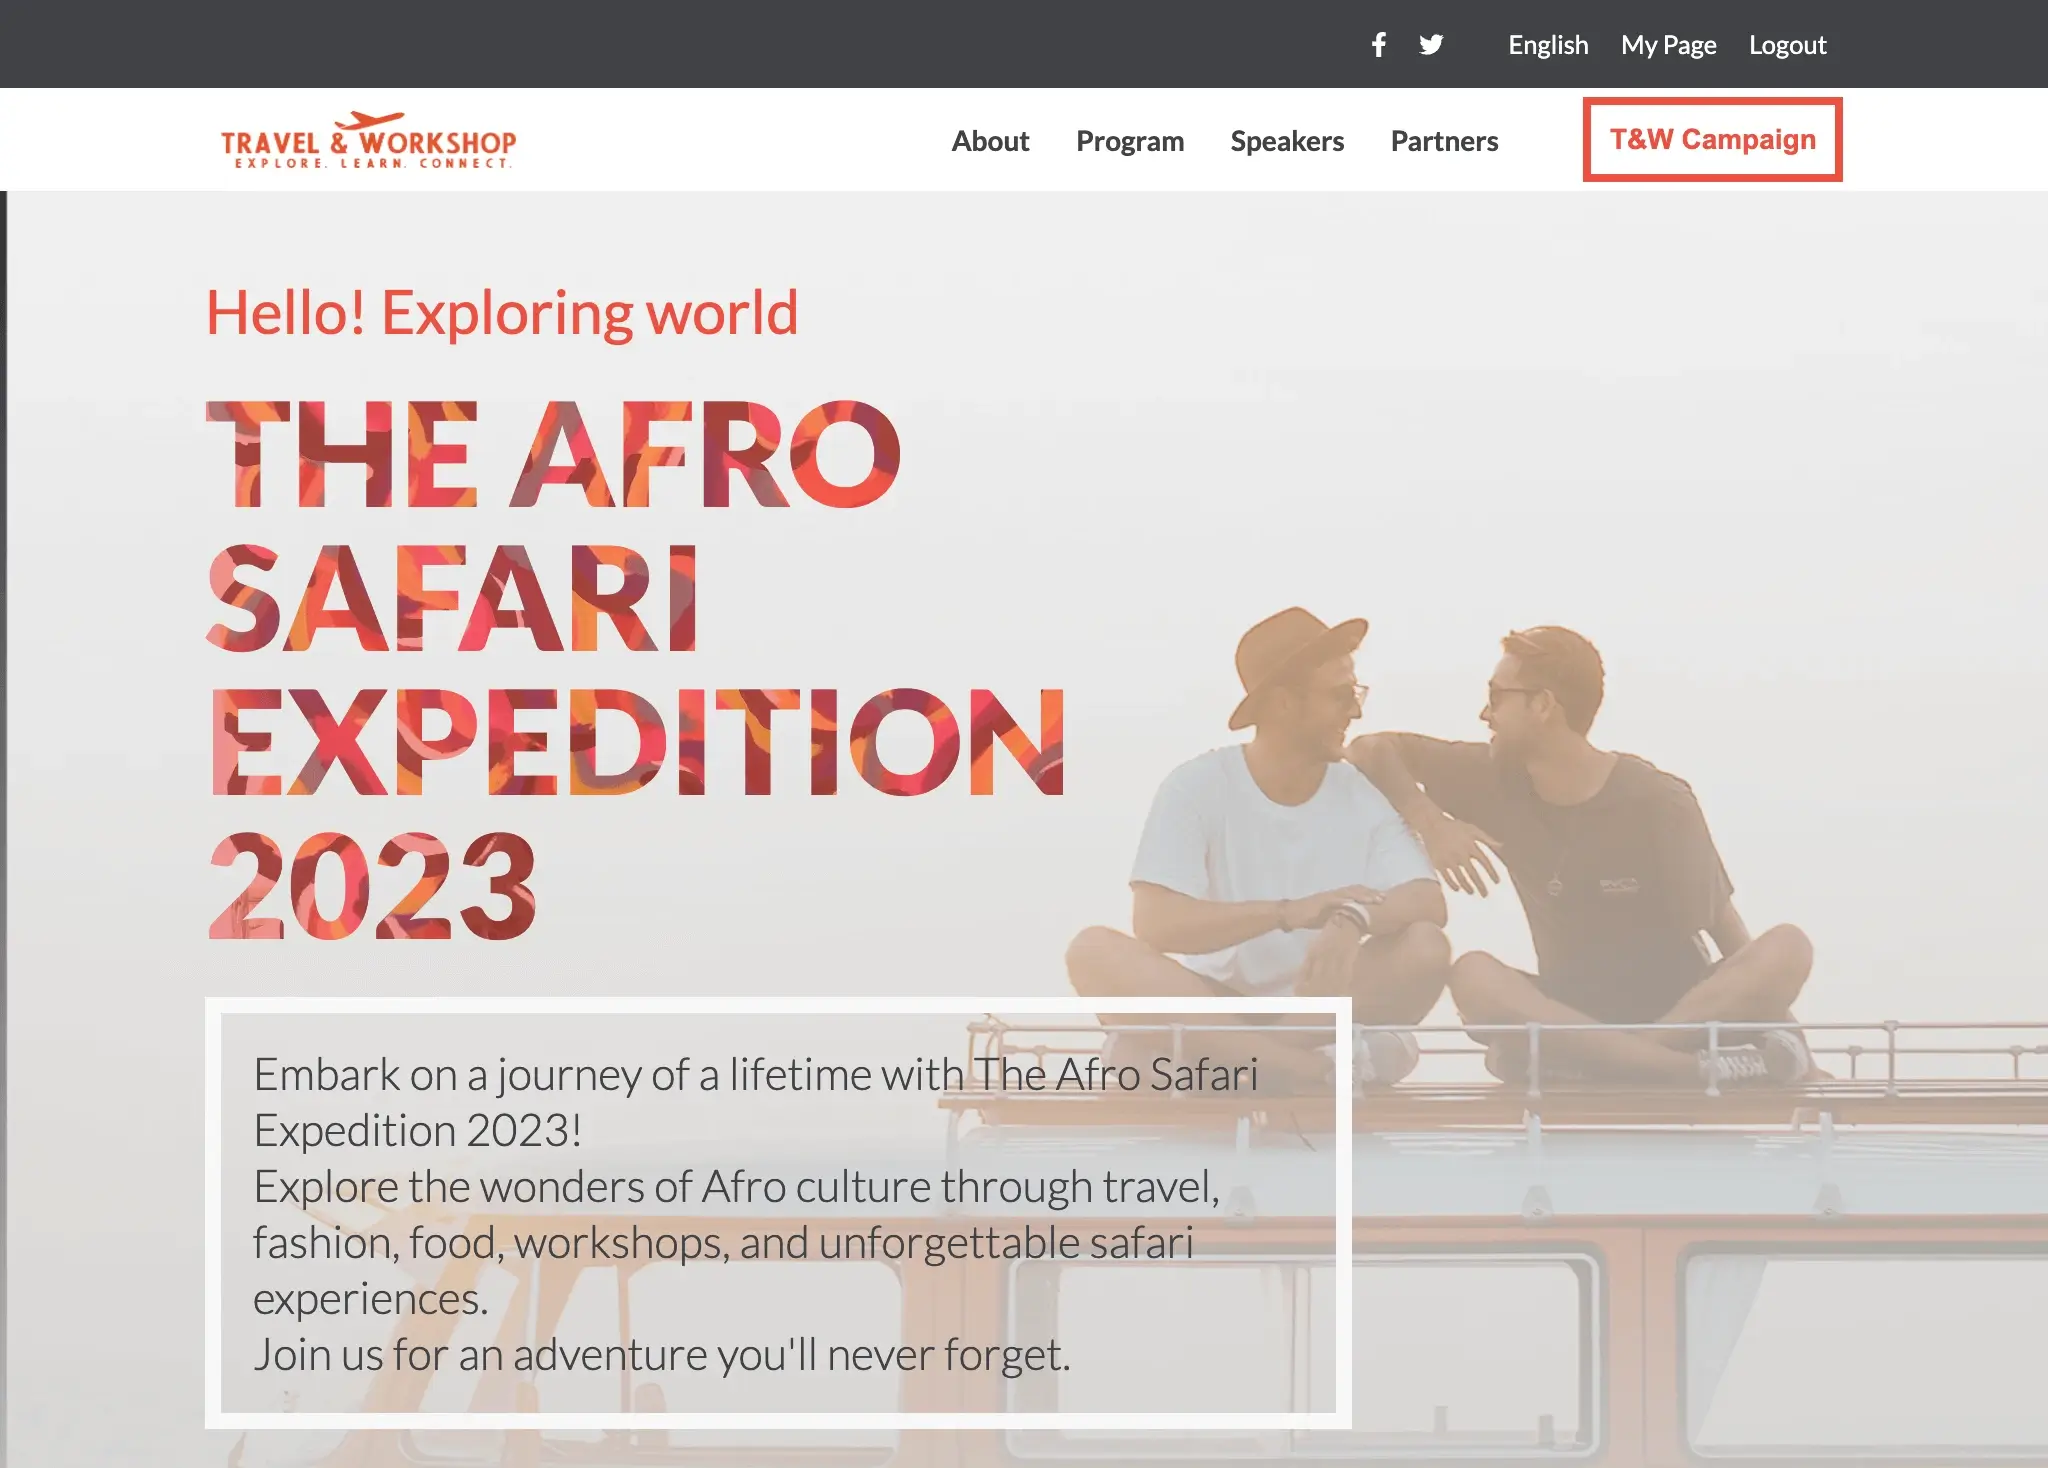 English My Page Logout
TRAVEL & WORKSHOP
EXPLORE. LEARN. CONNECT.
About Program Speakers Partners T&W Campaign
Hello! Exploring world
THE AFRO
SAFARI
EXPEDITION
2023
Embark on a journey of a lifetime with The Afro Safari
Expedition 2023!
Explore the wonders of Afro culture through travel,
fashion, food, workshops, and unforgettable safari
experiences.
Join us for an adventure you'll never forget.